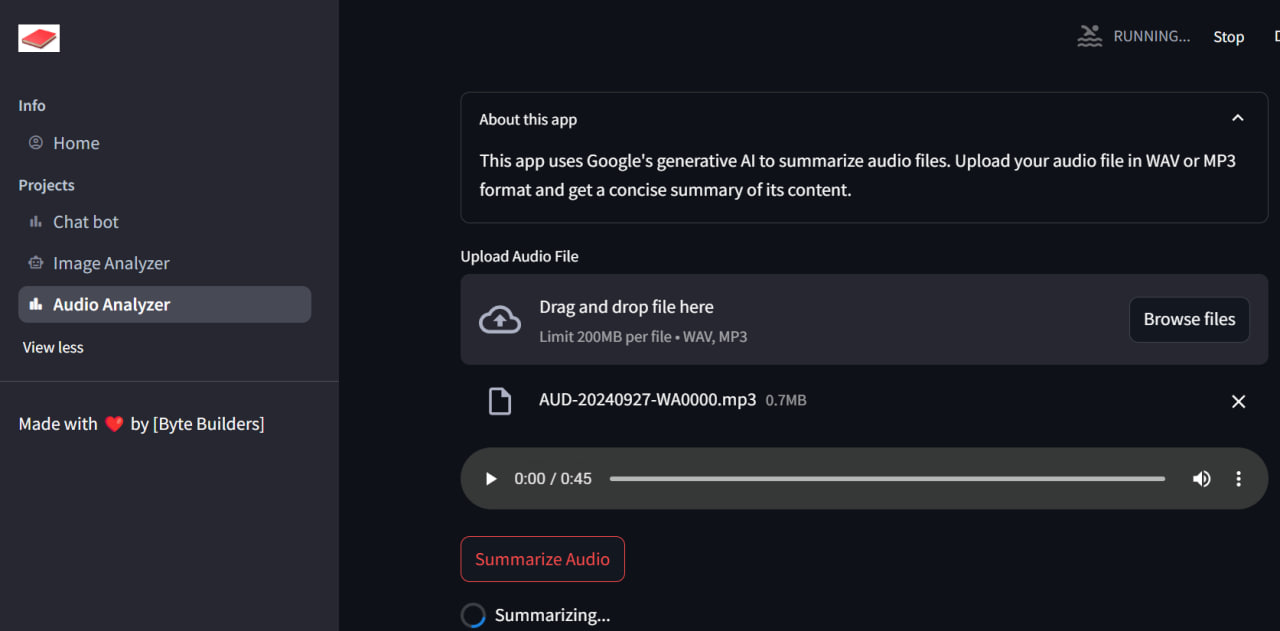 RUNNING...
Stop
Info
Home
Projects
Chat bot
Image Analyzer
Audio Analyzer
View less
Made with ❤️ by [Byte Builders]
About this app
This app uses Google's generative AI to summarize audio files. Upload your audio file in WAV or MP3
format and get a concise summary of its content.
Upload Audio File
Drag and drop file here
Limit 200MB per file • WAV, MP3
Browse files
AUD-20240927-WA0000.mp3 0.7MB
0:00 / 0:45
Summarize Audio
Summarizing...